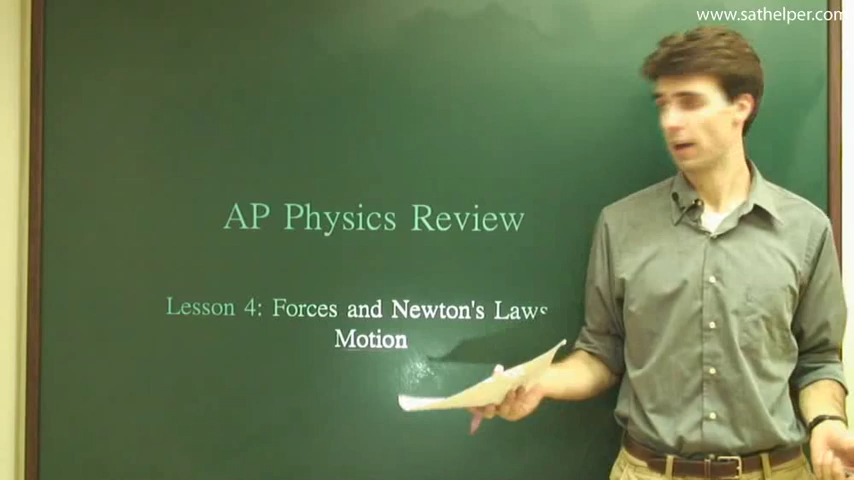 www.sathelper.com
AP Physics Review
Lesson 4: Forces and Newton's Laws
Motion